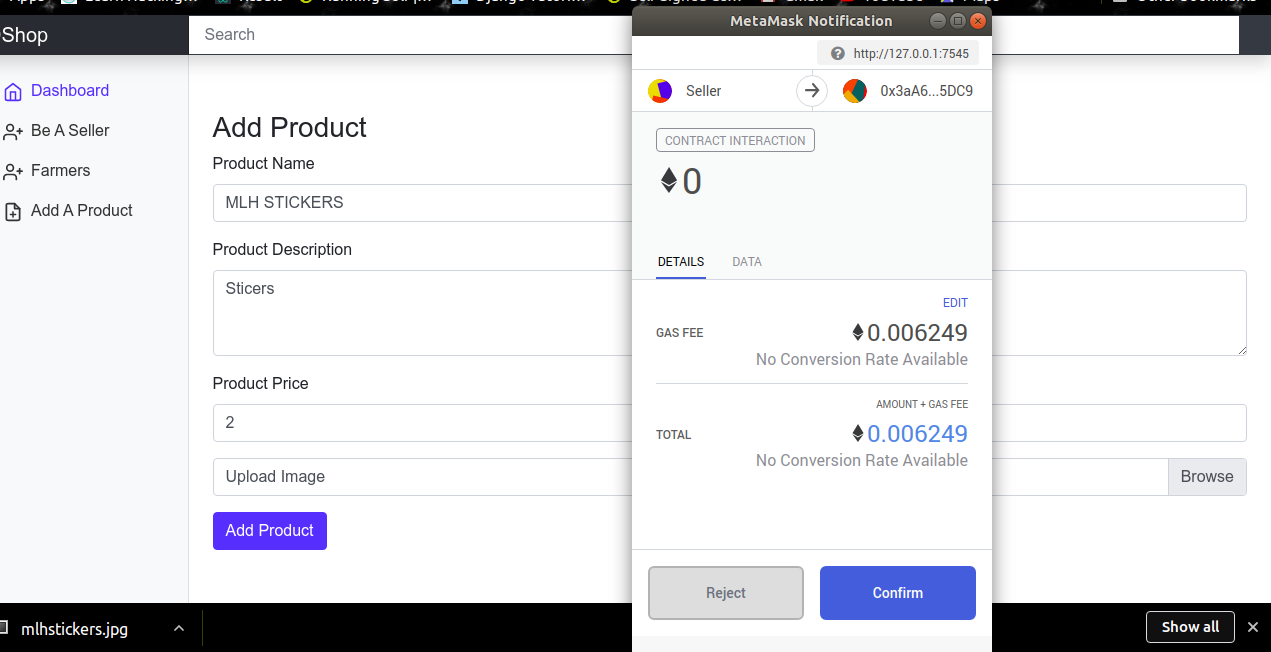 Shop
Search
Dashboard
Be A Seller
Farmers
Add A Product
Add Product
Product Name
MLH STICKERS
Product Description
Sticers
Product Price
2
Upload Image
Browse
Add Product
MetaMask Notification
http://127.0.0.1:7545
Seller
0x3aA6...5DC9
CONTRACT INTERACTION
0
DETAILS
DATA
EDIT
GAS FEE
0.006249
No Conversion Rate Available
AMOUNT + GAS FEE
TOTAL
0.006249
No Conversion Rate Available
Reject
Confirm
mlhstickers.jpg
Show all